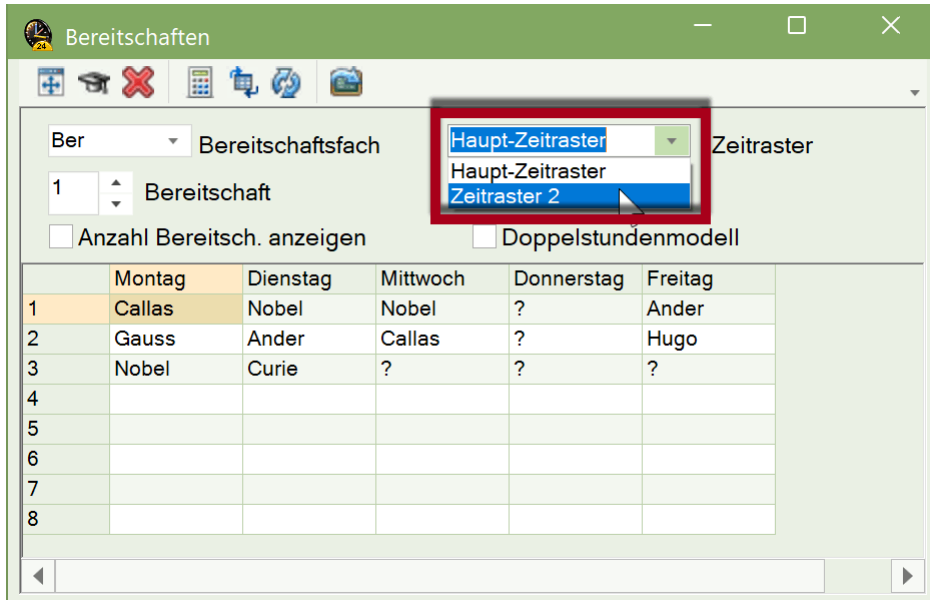 24 Bereitschaften
Ber Bereitschaftsfach Haupt-Zeitraster Zeitraster
Haupt-Zeitraster
1 Bereitschaft Zeitraster 2
Anzahl Bereitsch. anzeigen Doppelstundenmodell
Montag Dienstag Mittwoch Donnerstag Freitag
1 Callas Nobel Nobel ? Ander
2 Gauss Ander Callas ? Hugo
3 Nobel Curie ? ? ?
4
5
6
7
8